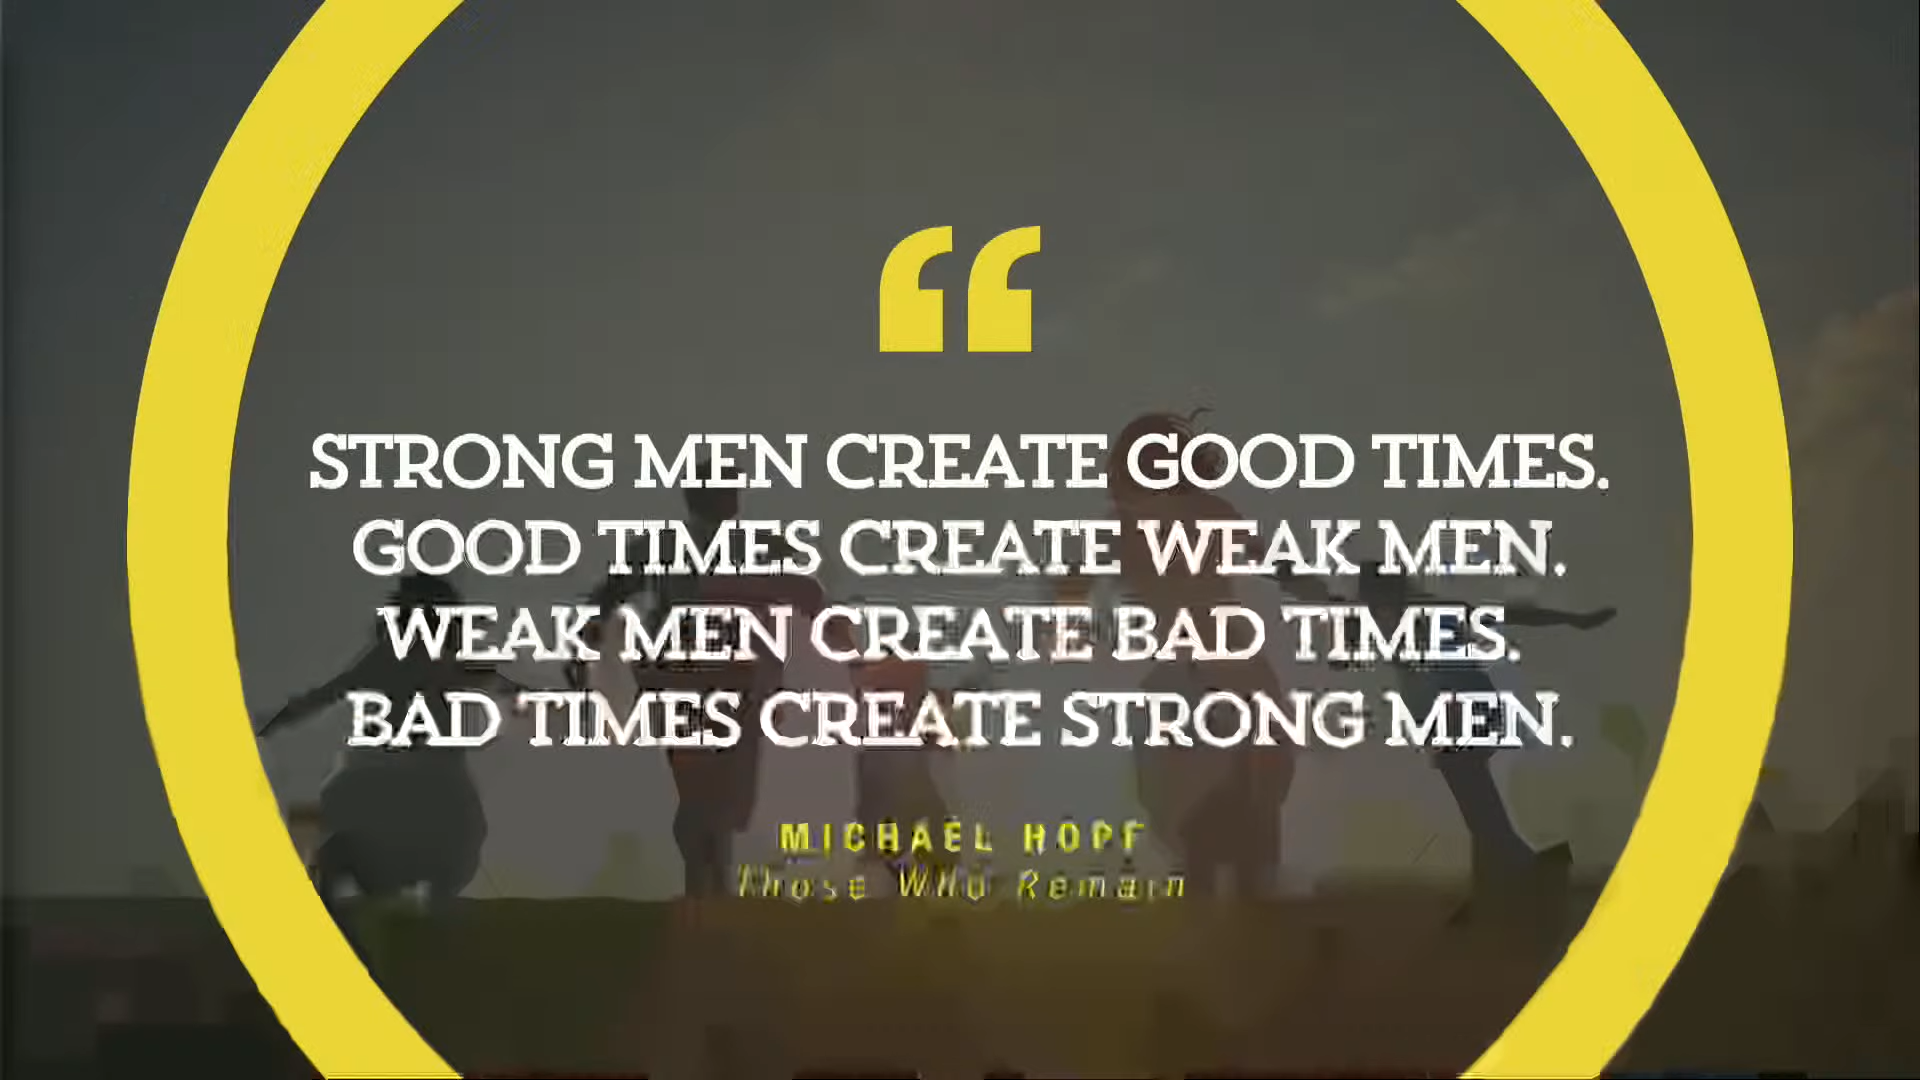 “
STRONG MEN CREATE GOOD TIMES.
GOOD TIMES CREATE WEAK MEN.
WEAK MEN CREATE BAD TIMES.
BAD TIMES CREATE STRONG MEN.
MICHAEL HOPF
Those Who Remain